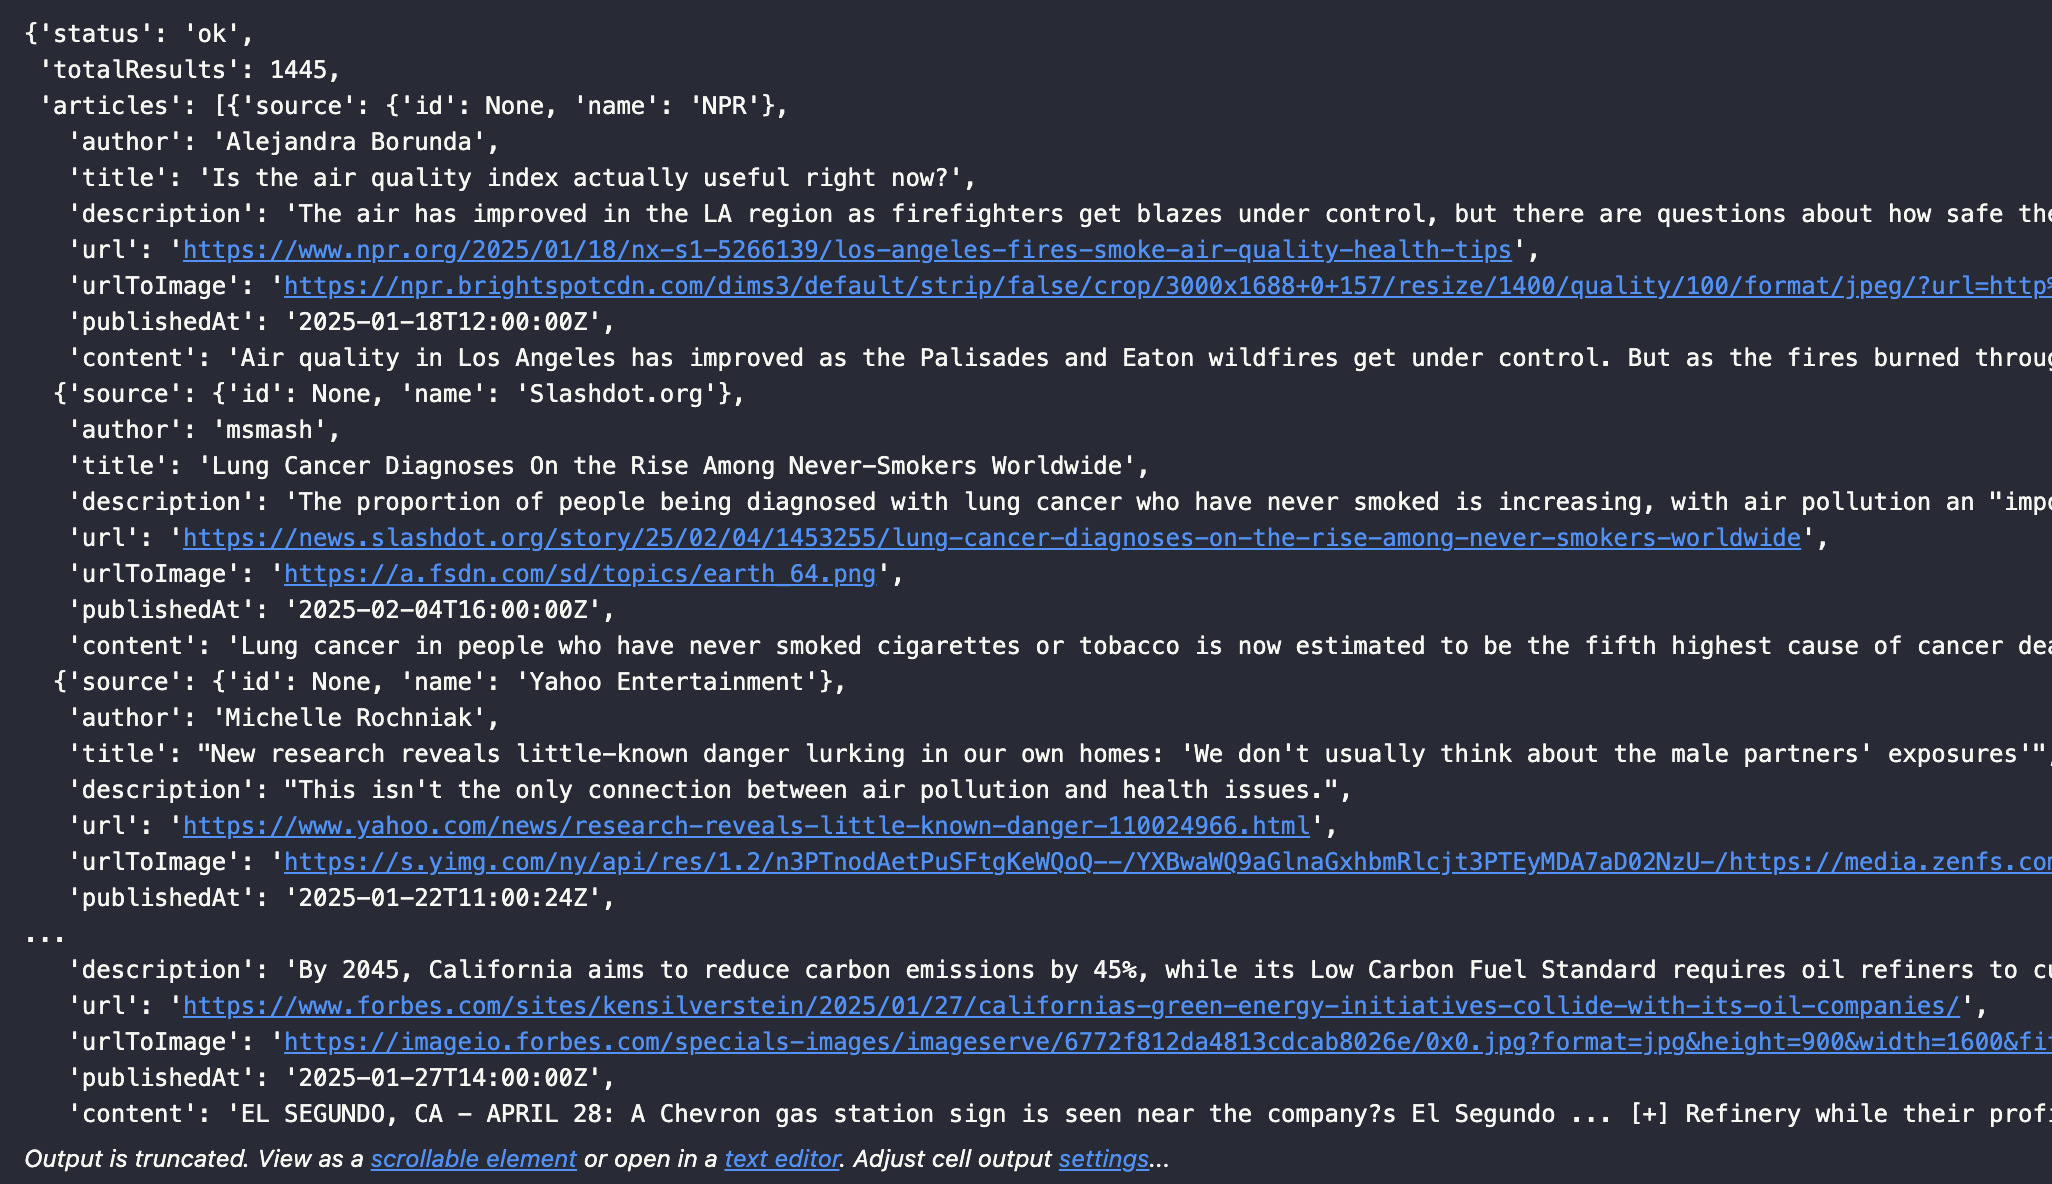 {'status': 'ok',
 'totalResults': 1445,
 'articles': [{'source': {'id': None, 'name': 'NPR'},
   'author': 'Alejandra Borunda',
   'title': 'Is the air quality index actually useful right now?',
   'description': 'The air has improved in the LA region as firefighters get blazes under control, but there are questions about how safe the
   'url': 'https://www.npr.org/2025/01/18/nx-s1-5266139/los-angeles-fires-smoke-air-quality-health-tips',
   'urlToImage': 'https://npr.brightspotcdn.com/dims3/default/strip/false/crop/3000x1688+0+157/resize/1400/quality/100/format/jpeg/?url=http%
   'publishedAt': '2025-01-18T12:00:00Z',
   'content': 'Air quality in Los Angeles has improved as the Palisades and Eaton wildfires get under control. But as the fires burned throug
  {'source': {'id': None, 'name': 'Slashdot.org'},
   'author': 'msmash',
   'title': 'Lung Cancer Diagnoses On the Rise Among Never-Smokers Worldwide',
   'description': 'The proportion of people being diagnosed with lung cancer who have never smoked is increasing, with air pollution an "impo
   'url': 'https://news.slashdot.org/story/25/02/04/1453255/lung-cancer-diagnoses-on-the-rise-among-never-smokers-worldwide',
   'urlToImage': 'https://a.fsdn.com/sd/topics/earth_64.png',
   'publishedAt': '2025-02-04T16:00:00Z',
   'content': 'Lung cancer in people who have never smoked cigarettes or tobacco is now estimated to be the fifth highest cause of cancer dea
  {'source': {'id': None, 'name': 'Yahoo Entertainment'},
   'author': 'Michelle Rochniak',
   'title': "New research reveals little-known danger lurking in our own homes: 'We don't usually think about the male partners' exposures'",
   'description': "This isn't the only connection between air pollution and health issues.",
   'url': 'https://www.yahoo.com/news/research-reveals-little-known-danger-110024966.html',
   'urlToImage': 'https://s.yimg.com/ny/api/res/1.2/n3PTnodAetPuSFtgKeWQoQ--/YXBwaWQ9aGlnaGxhbmRlcjt3PTEyMDA7aD02NzU-/https://media.zenfs.com
   'publishedAt': '2025-01-22T11:00:24Z',
...
   'description': 'By 2045, California aims to reduce carbon emissions by 45%, while its Low Carbon Fuel Standard requires oil refiners to cu
   'url': 'https://www.forbes.com/sites/kensilverstein/2025/01/27/californias-green-energy-initiatives-collide-with-its-oil-companies/',
   'urlToImage': 'https://imageio.forbes.com/specials-images/imageserve/6772f812da4813cdcab8026e/0x0.jpg?format=jpg&height=900&width=1600&fit
   'publishedAt': '2025-01-27T14:00:00Z',
   'content': 'EL SEGUNDO, CA - APRIL 28: A Chevron gas station sign is seen near the company?s El Segundo ... [+] Refinery while their profi
Output is truncated. View as a scrollable element or open in a text editor. Adjust cell output settings...